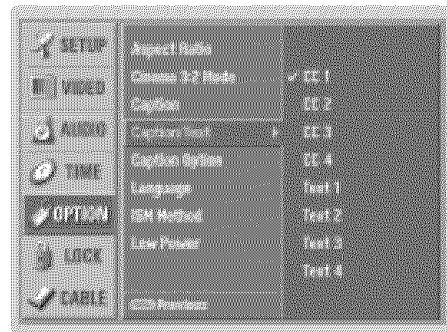 SETUP
VIDEO
AUDIO
TIME
OPTION
LOCK
CABLE
Aspect Ratio
Cinema 3:2 Mode
Caption
Caption/Text
Caption Option
Language
ISM Method
Low Power
Previous
✓ CC 1
CC 2
CC 3
CC 4
Text 1
Text 2
Text 3
Text 4